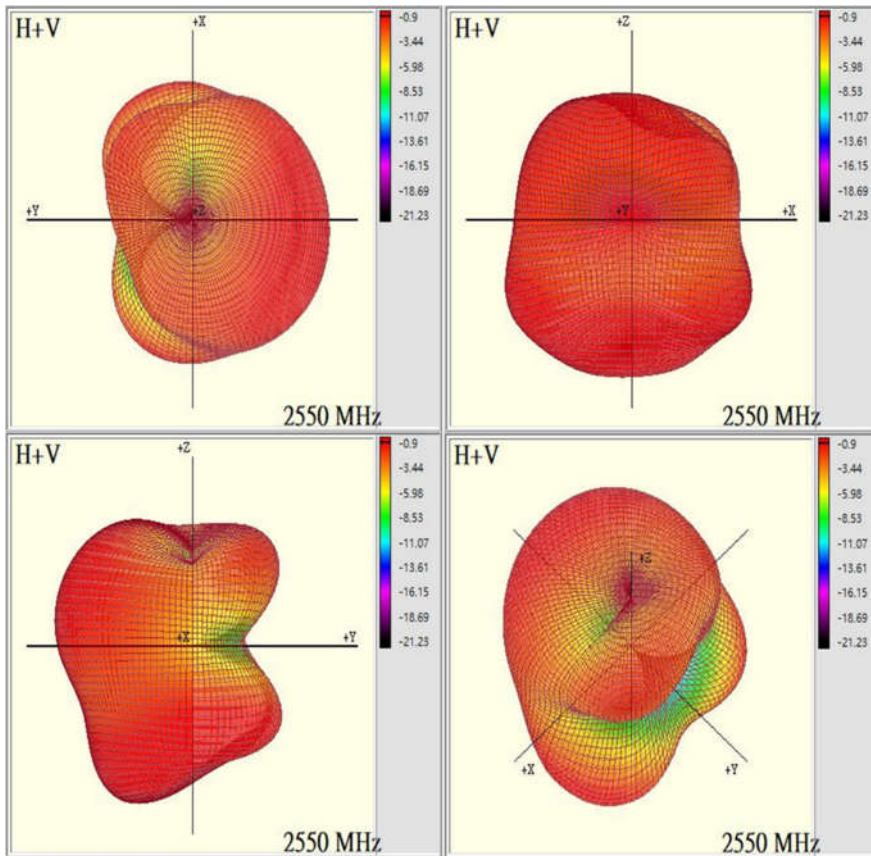 H+V
+X
+Y
+Z
-0.9
-3.44
-5.98
-8.53
-11.07
-13.61
-16.15
-18.69
-21.23
2550 MHz
H+V
+Z
+Y
+X
-0.9
-3.44
-5.98
-8.53
-11.07
-13.61
-16.15
-18.69
-21.23
2550 MHz
H+V
+Z
+X
+Y
-0.9
-3.44
-5.98
-8.53
-11.07
-13.61
-16.15
-18.69
-21.23
2550 MHz
H+V
+Z
+X
+Y
-0.9
-3.44
-5.98
-8.53
-11.07
-13.61
-16.15
-18.69
-21.23
2550 MHz